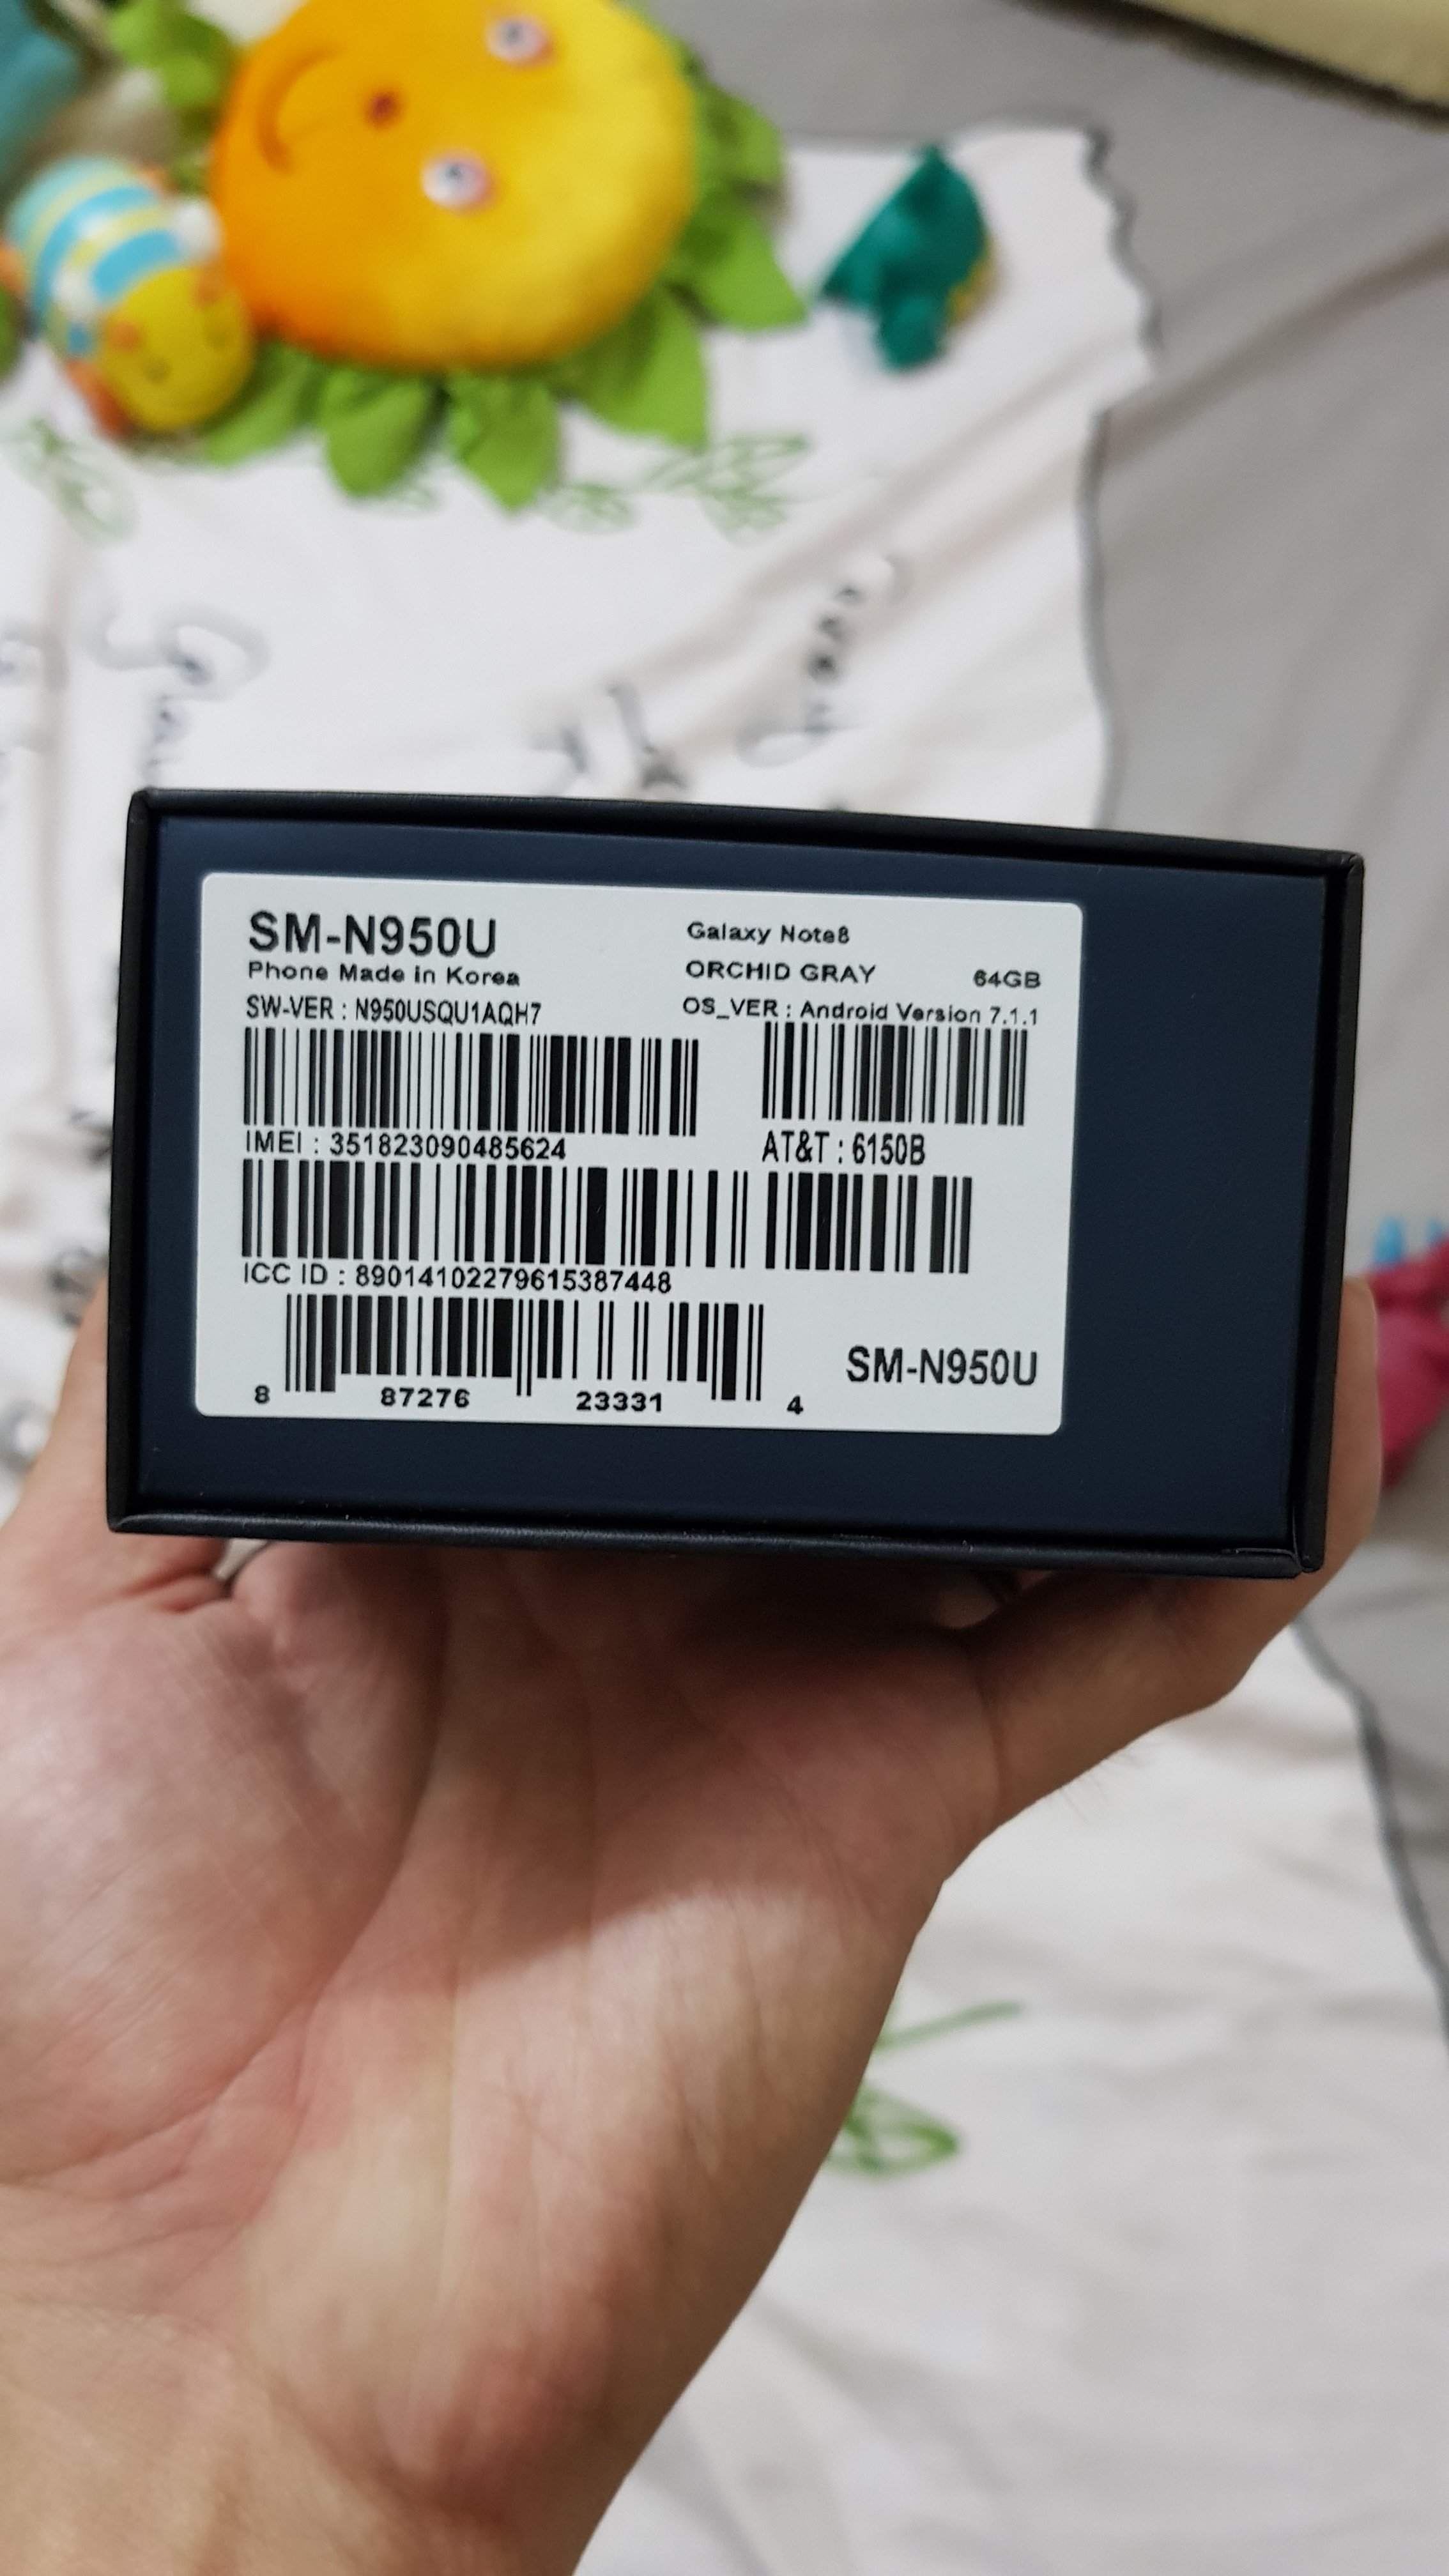 SM-N950U
Phone Made in Korea
SW-VER : N950USQU1AQH7
Galaxy Note8
ORCHID GRAY 64GB
OS_VER : Android Version 7.1.1
IMEI : 351823090485624
AT&T : 6150B
ICC ID : 89014102279615387448
8 87276 23331 4
SM-N950U